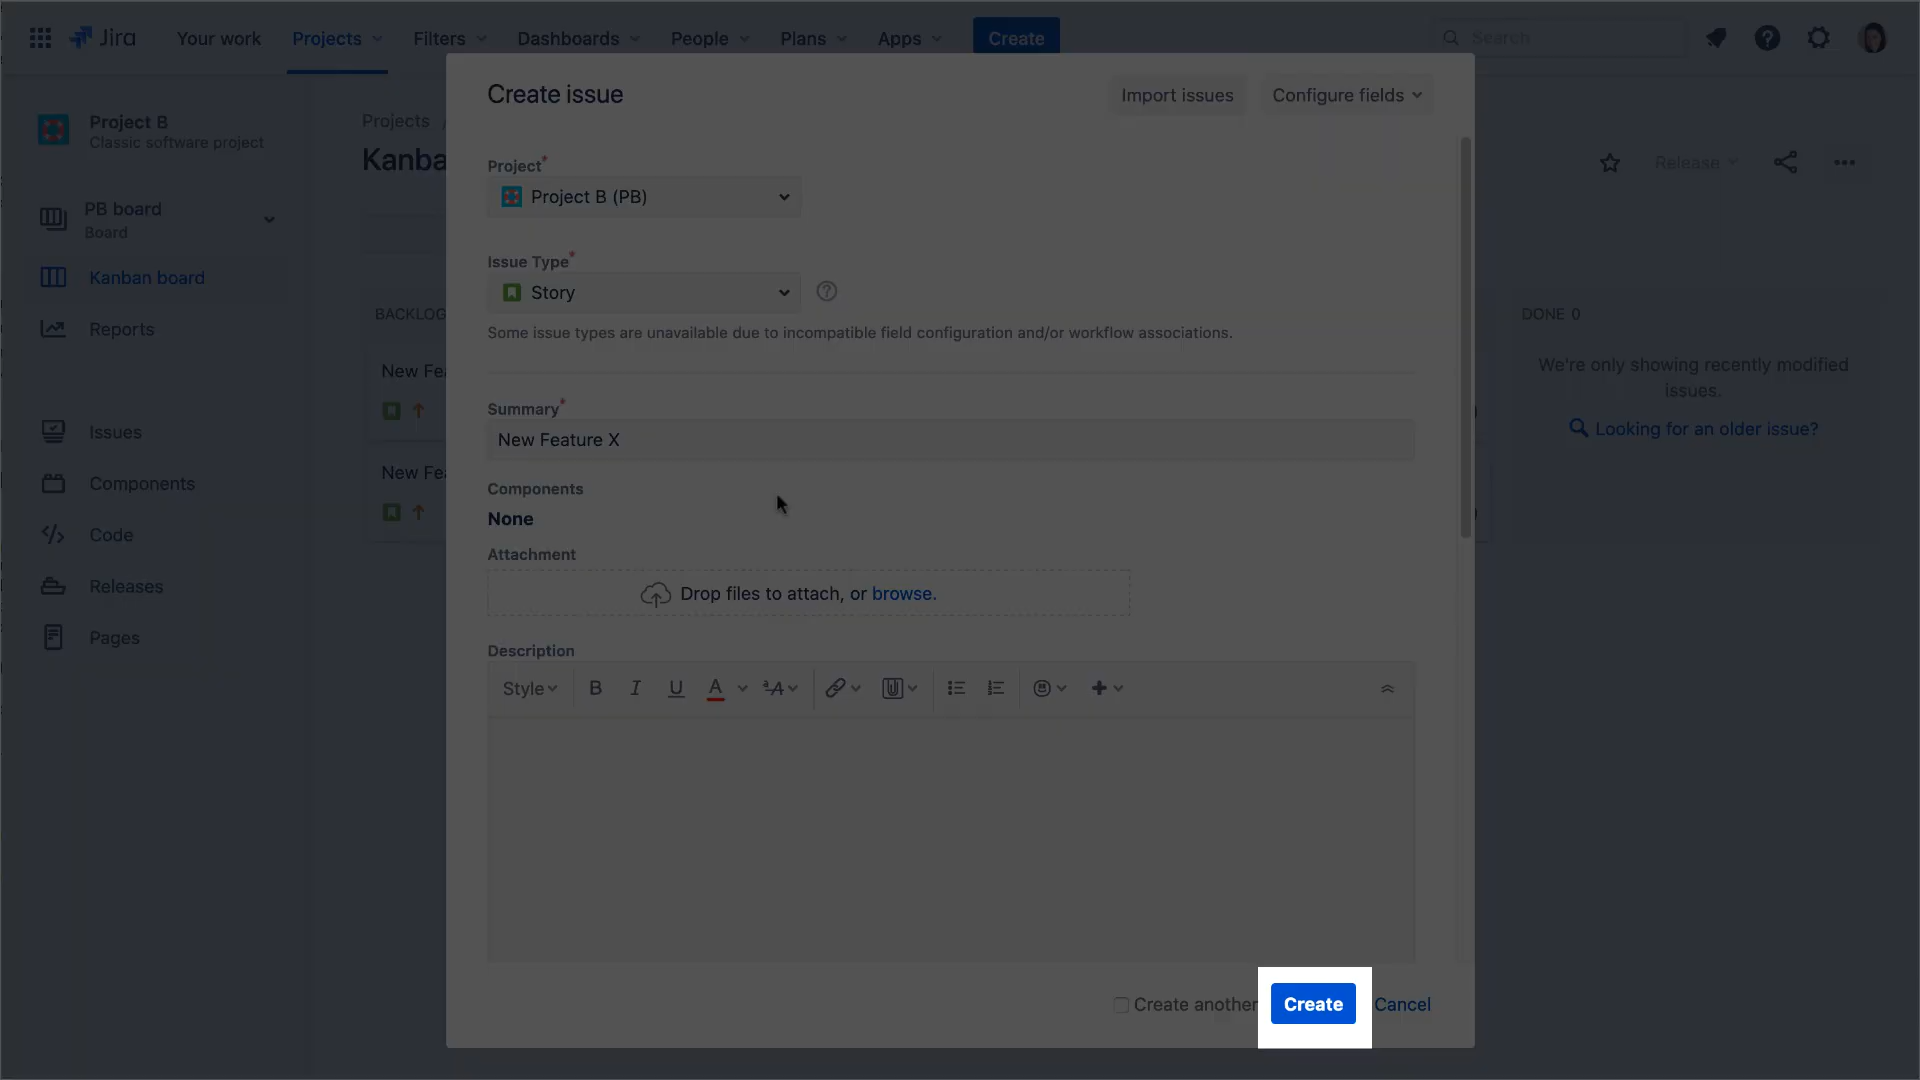 Jira
Your work
Projects
Filters
Dashboards
People
Plans
Apps
Create
Search
Project B
Classic software project
PB board
Board
Kanban board
Reports
Issues
Components
Code
Releases
Pages
Projects /
Kanba
Release
BACKLOG
New Fea
New Fea
DONE 0
We're only showing recently modified
issues.
Looking for an older issue?
Create issue
Import issues
Configure fields
Project*
Project B (PB)
Issue Type*
Story
Some issue types are unavailable due to incompatible field configuration and/or workflow associations.
Summary*
New Feature X
Components
None
Attachment
Drop files to attach, or browse.
Description
Style
B I U A
Create another
Create
Cancel